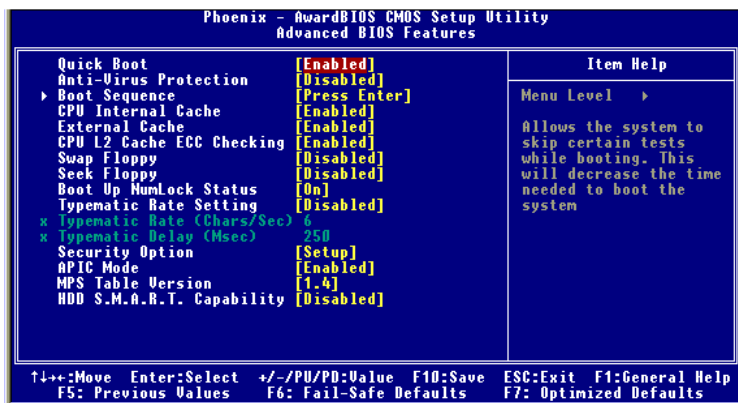 Phoenix - AwardBIOS CMOS Setup Utility
Advanced BIOS Features
Quick Boot [Enabled]
Anti-Virus Protection [Disabled]
Boot Sequence [Press Enter]
CPU Internal Cache [Enabled]
External Cache [Enabled]
CPU L2 Cache ECC Checking [Enabled]
Swap Floppy [Disabled]
Seek Floppy [Disabled]
Boot Up NumLock Status [On]
Typematic Rate Setting [Disabled]
x Typematic Rate (Chars/Sec) 6
x Typematic Delay (Msec) 250
Security Option [Setup]
APIC Mode [Enabled]
MPS Table Version [1.4]
HDD S.M.A.R.T. Capability [Disabled]
Item Help
Menu Level
Allows the system to
skip certain tests
while booting. This
will decrease the time
needed to boot the
system
↑↓→←:Move Enter:Select +/-/PU/PD:Value F10:Save ESC:Exit F1:General Help
F5: Previous Values F6: Fail-Safe Defaults F7: Optimized Defaults